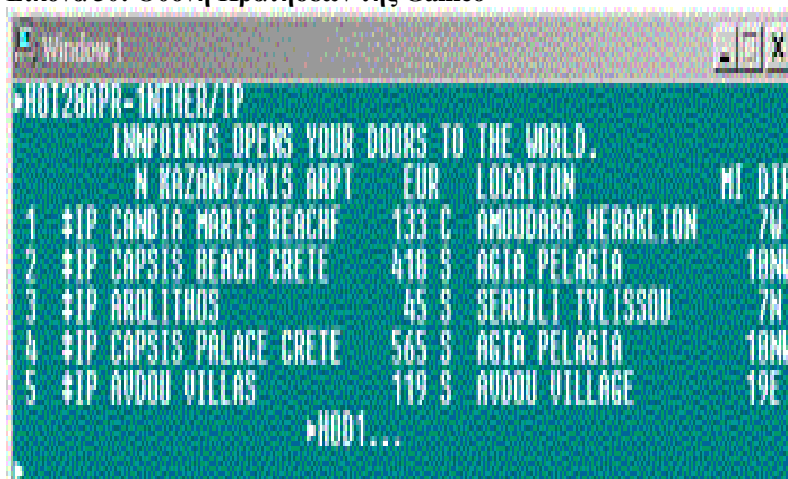 Window 1
►HOI28APR-1NTHER/IP
INNPOINTS OPENS YOUR DOORS TO THE WORLD.
N KAZANTZAKIS ARPT EUR LOCATION MI DIR
1 ‡IP CANDIA MARIS BEACHF 133 C AMOUDARA HERAKLION 7W
2 ‡IP CAPSIS BEACH CRETE 410 S AGIA PELAGIA 10NW
3 ‡IP AROLITHOS 45 S SERVILI TYLISSOU 7W
4 ‡IP CAPSIS PALACE CRETE 565 S AGIA PELAGIA 10NW
5 ‡IP AVDOU VILLAS 119 S AVDOU VILLAGE 19E
►HOD1...
►